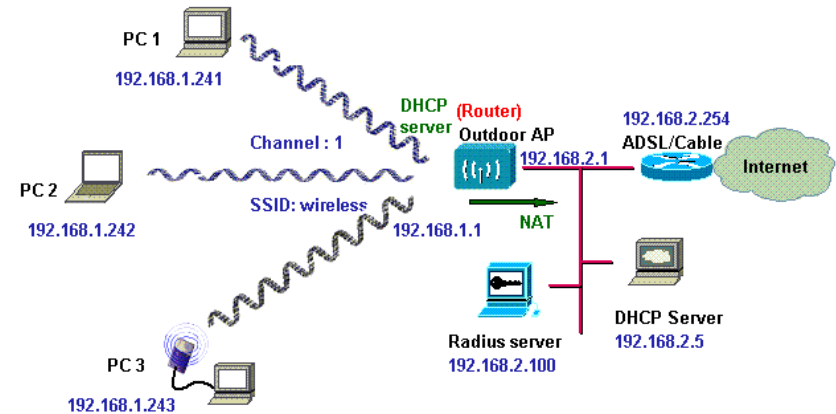 PC 1
192.168.1.241
DHCP server
(Router)
Outdoor AP
192.168.2.254
ADSL/Cable
Internet
Channel : 1
192.168.2.1
PC 2
SSID: wireless
192.168.1.242
192.168.1.1
NAT
Radius server
192.168.2.100
DHCP Server
192.168.2.5
PC 3
192.168.1.243